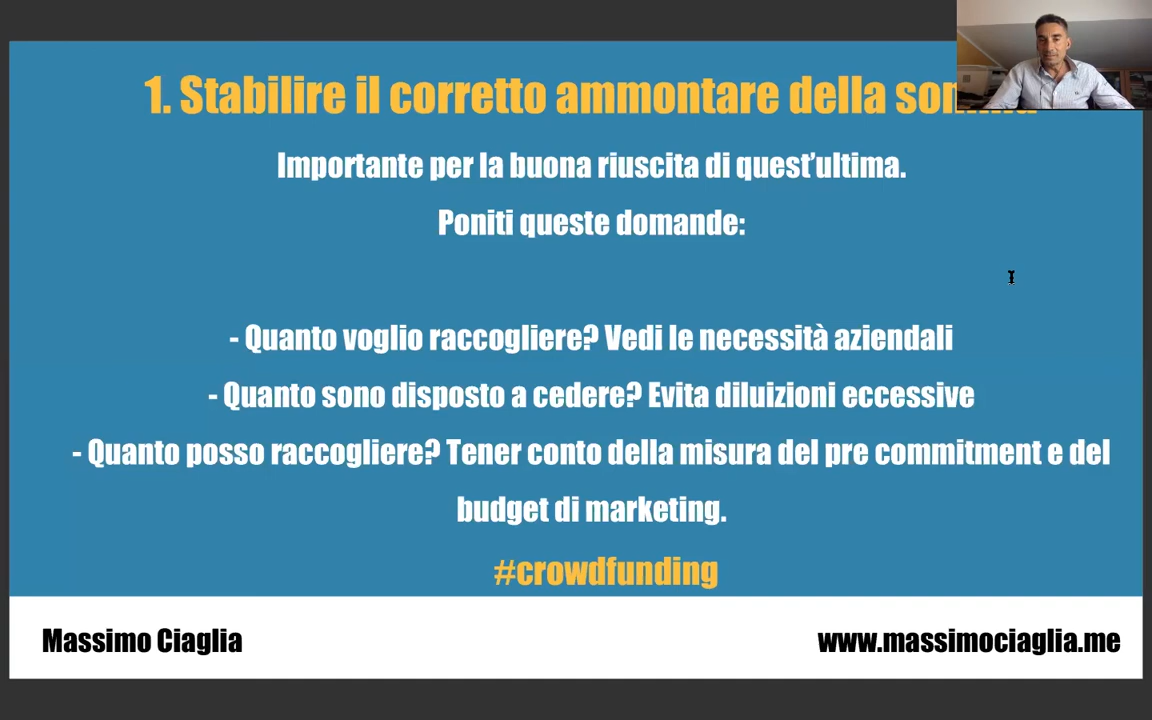 1. Stabilire il corretto ammontare della
Importante per la buona riuscita di quest'ultima.
Poniti queste domande:
- Quanto voglio raccogliere? Vedi le necessità aziendali
- Quanto sono disposto a cedere? Evita diluizioni eccessive
- Quanto posso raccogliere? Tener conto della misura del pre commitment e del
budget di marketing.
#crowdfunding
Massimo Ciaglia
www.massimociaglia.me